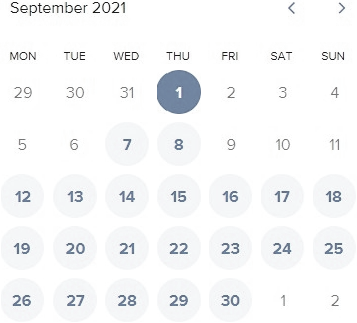 September 2021
MON TUE WED THU FRI SAT SUN
29 30 31 1 2 3 4
5 6 7 8 9 10 11
12 13 14 15 16 17 18
19 20 21 22 23 24 25
26 27 28 29 30 1 2